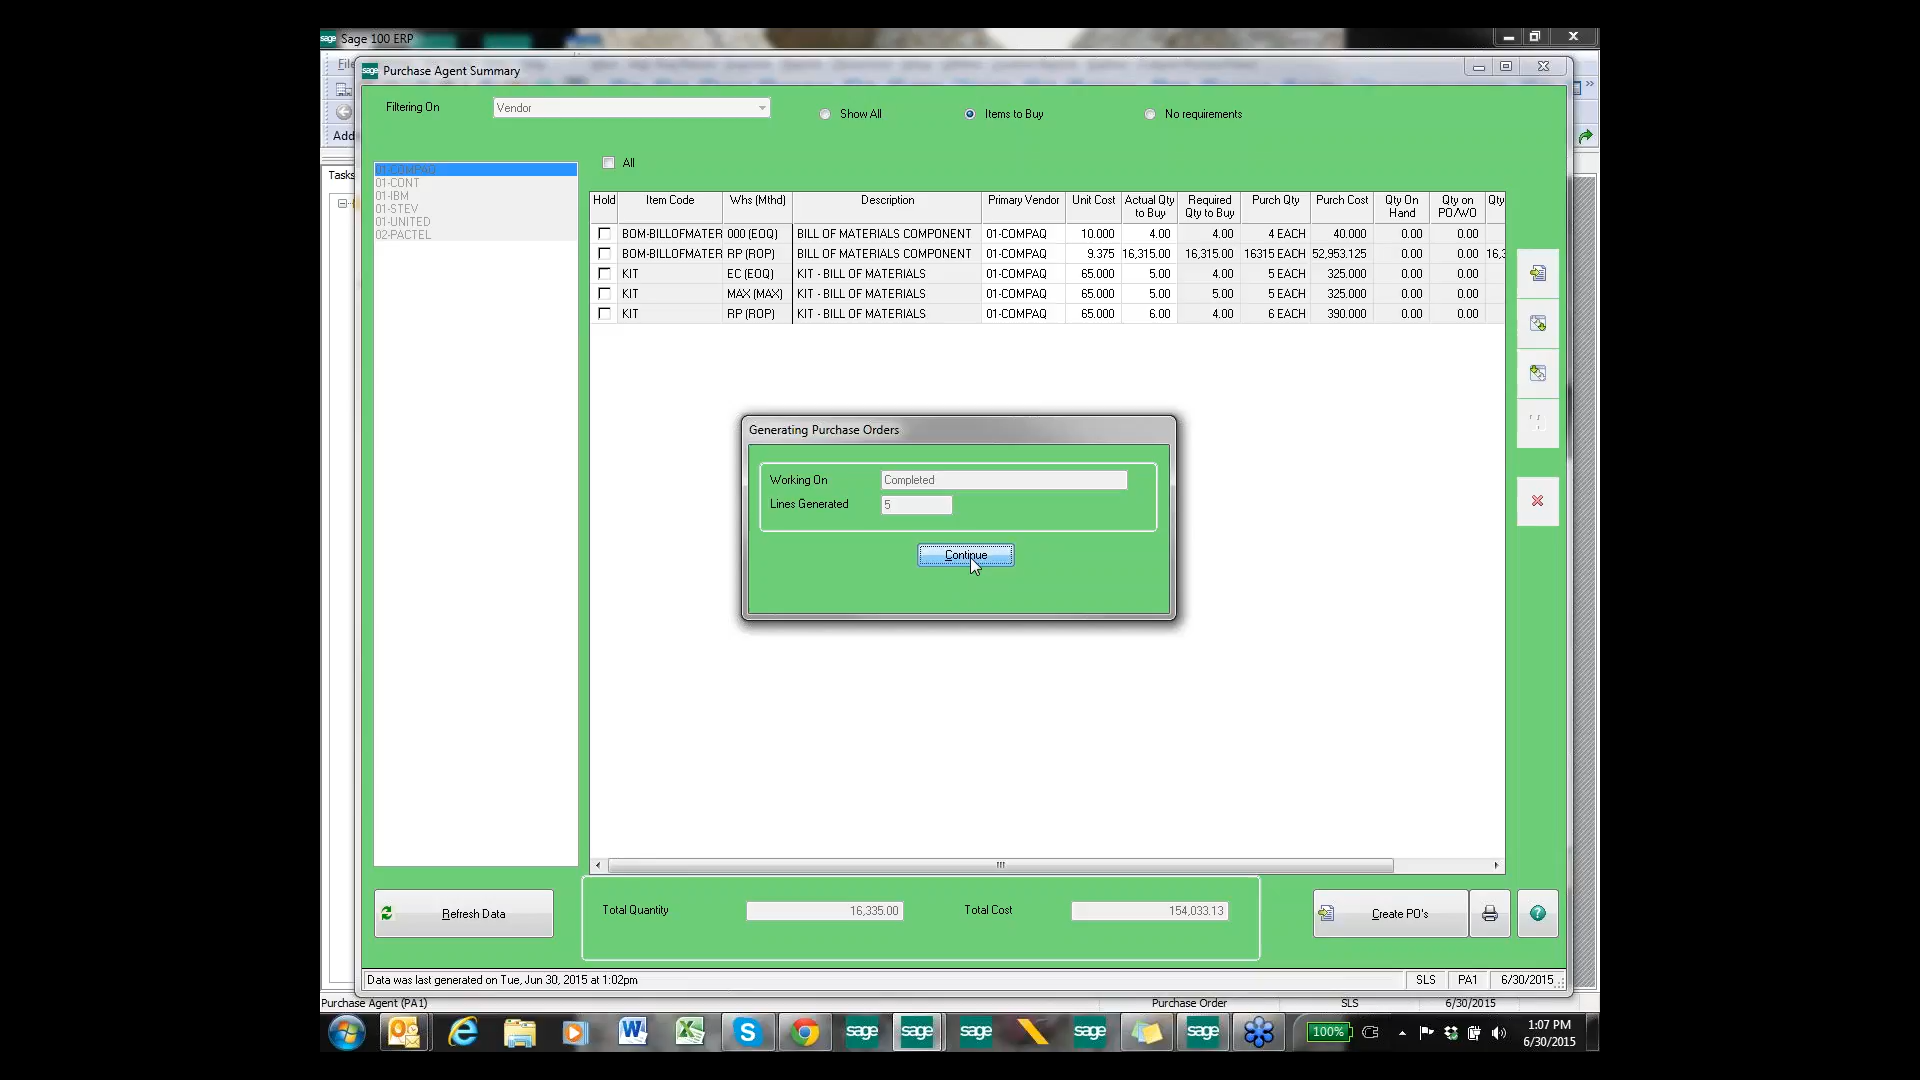 sage Sage 100 ERP
File
sage Purchase Agent Summary
Filtering On Vendor Show All Items to Buy No requirements
Add
All
Tasks
01-COMPAQ
01-CONT
01-IBM
01-STEV
01-UNITED
02-PACTEL
Hold Item Code Whs (Mthd) Description Primary Vendor Unit Cost Actual Qty to Buy Required Qty to Buy Purch Qty Purch Cost Qty On Hand Qty on PO/WO Qty
BOM-BILLOFMATER 000 (EOQ) BILL OF MATERIALS COMPONENT 01-COMPAQ 10.000 4.00 4.00 4 EACH 40.000 0.00 0.00
BOM-BILLOFMATER RP (ROP) BILL OF MATERIALS COMPONENT 01-COMPAQ 9.375 16,315.00 16,315.00 16315 EACH 52,953.125 0.00 0.00 16,3
KIT EC (EOQ) KIT - BILL OF MATERIALS 01-COMPAQ 65.000 5.00 4.00 5 EACH 325.000 0.00 0.00
KIT MAX (MAX) KIT - BILL OF MATERIALS 01-COMPAQ 65.000 5.00 5.00 5 EACH 325.000 0.00 0.00
KIT RP (ROP) KIT - BILL OF MATERIALS 01-COMPAQ 65.000 6.00 4.00 6 EACH 390.000 0.00 0.00
Generating Purchase Orders
Working On Completed
Lines Generated 5
Continue
Refresh Data Total Quantity 16,335.00 Total Cost 154,033.13 Create PO's
Data was last generated on Tue, Jun 30, 2015 at 1:02pm SLS PA1 6/30/2015
Purchase Agent (PA1) Purchase Order SLS 6/30/2015
sage sage sage sage sage 100% 1:07 PM
6/30/2015